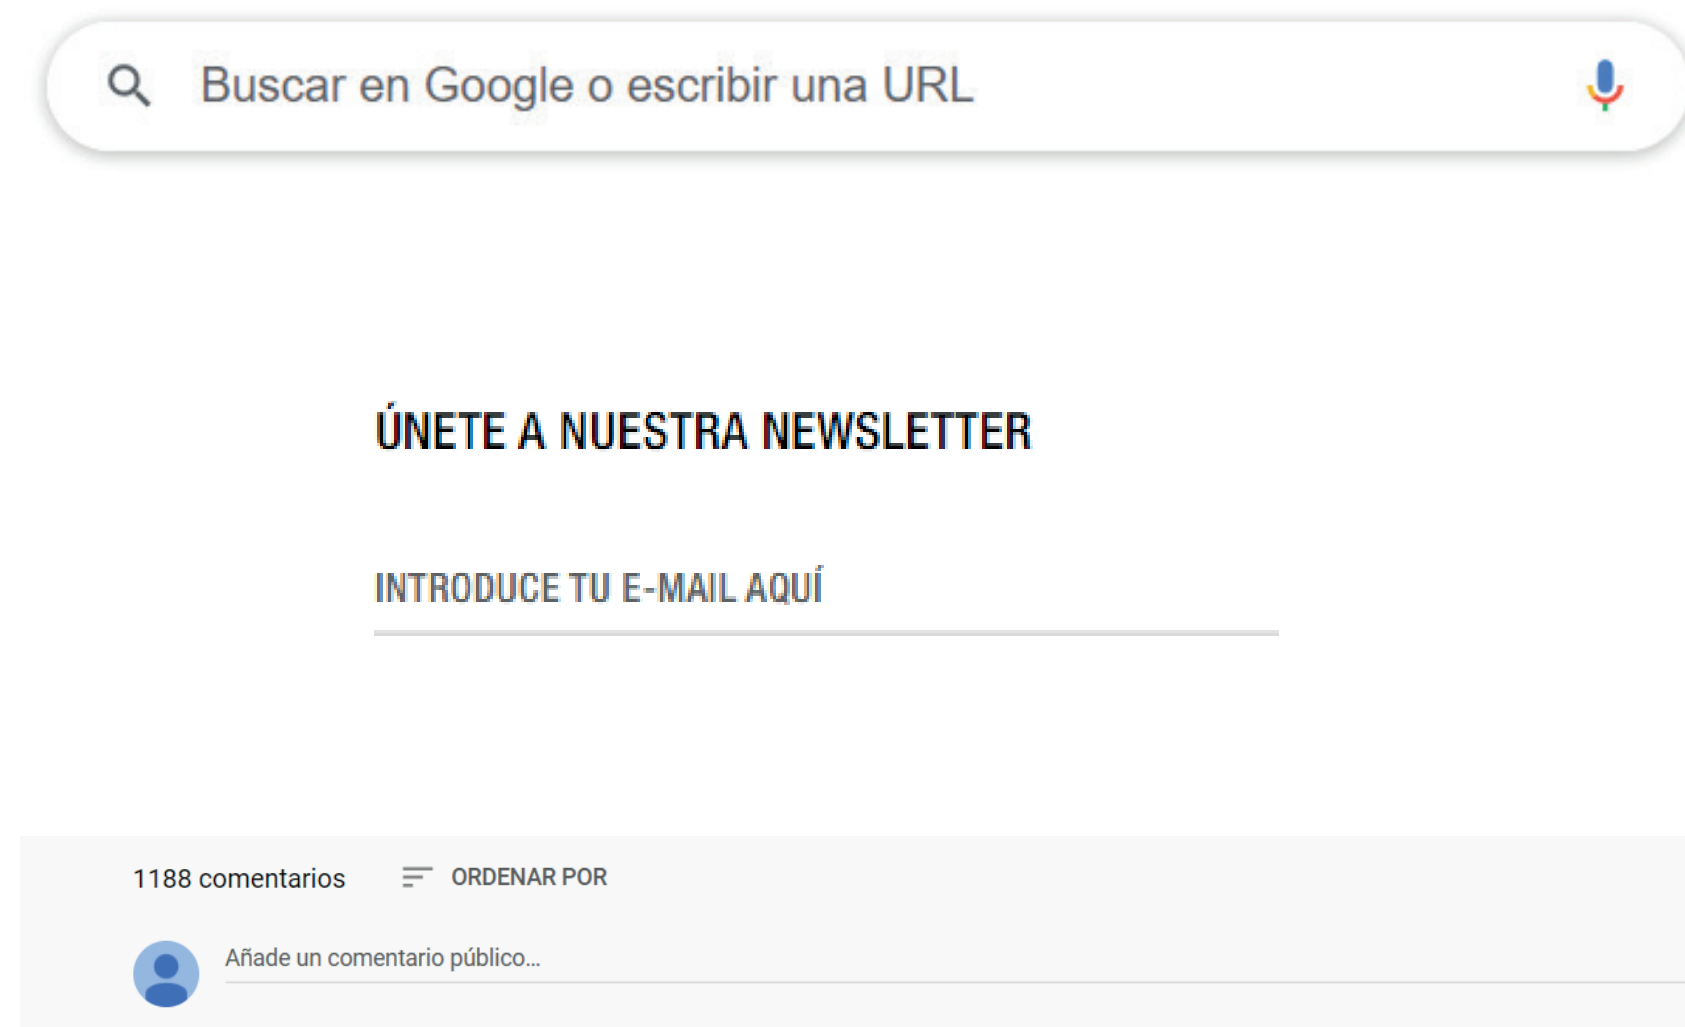 Buscar en Google o escribir una URL
ÚNETE A NUESTRA NEWSLETTER
INTRODUCE TU E-MAIL AQUÍ
1188 comentarios ORDENAR POR
Añade un comentario público...